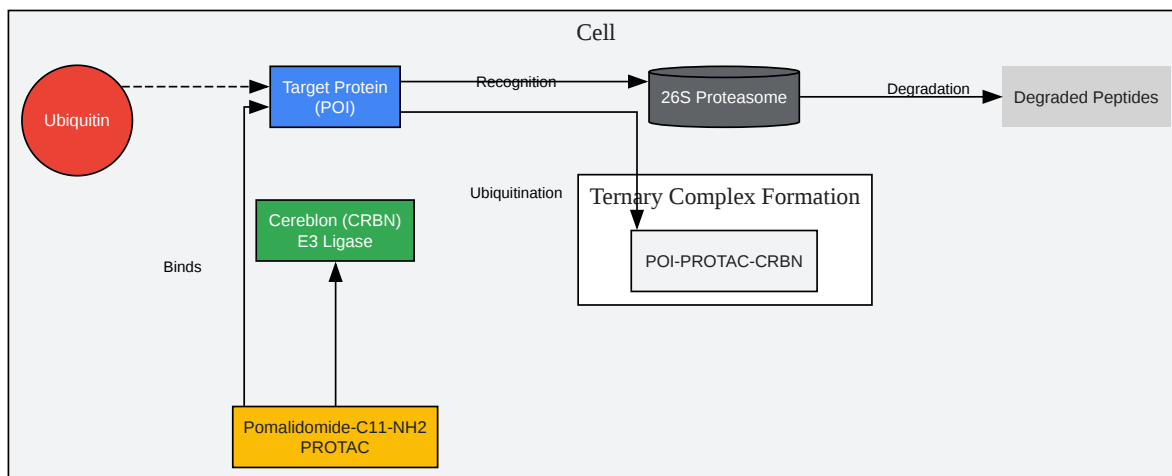 Cell
Ubiquitin
Target Protein
(POI)
Recognition
26S Proteasome
Degradation
Degraded Peptides
Ubiquitination
Ternary Complex Formation
Cereblon (CRBN)
E3 Ligase
POI-PROTAC-CRBN
Binds
Pomalidomide-C11-NH2
PROTAC